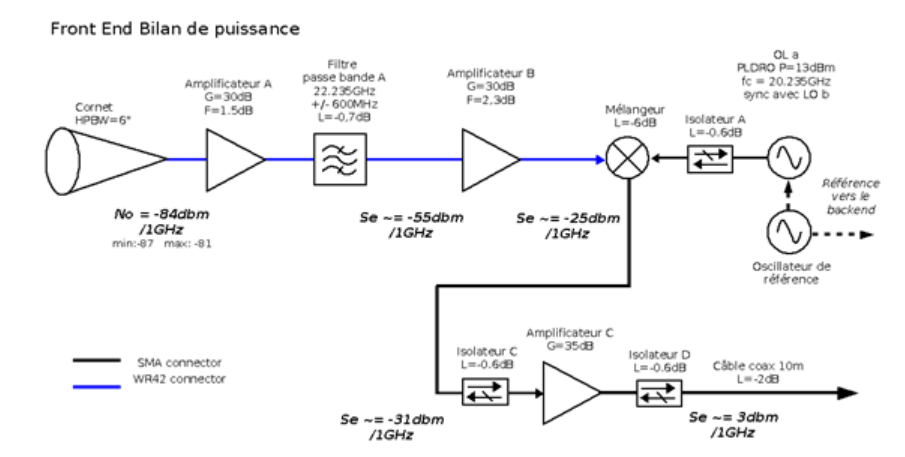 Front End Bilan de puissance
Cornet
HPBW=6°
Amplificateur A
G=30dB
F=1.5dB
Filtre
passe bande A
22.235GHz
+/- 600MHz
L=-0,7dB
Amplificateur B
G=30dB
F=2,3dB
Mélangeur
L=-6dB
Isolateur A
L=-0.6dB
OL a
PLDRO P=13dBm
fc = 20.235GHz
sync avec LO b
Référence
vers le
backend
Oscillateur de
référence
No = -84dbm
/1GHz
min:-87 max: -81
Se ~= -55dbm
/1GHz
Se ~= -25dbm
/1GHz
SMA connector
WR42 connector
Isolateur C
L=-0.6dB
Amplificateur C
G=35dB
Isolateur D
L=-0.6dB
Câble coax 10m
L=-2dB
Se ~= -31dbm
/1GHz
Se ~= 3dbm
/1GHz